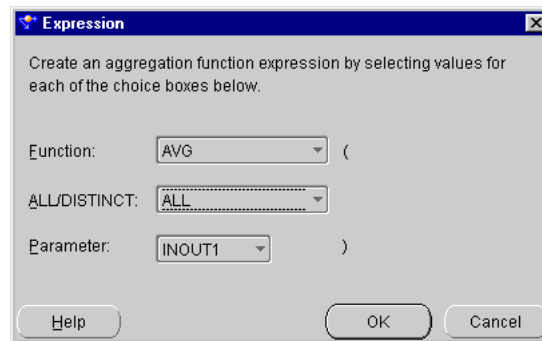 Expression
Create an aggregation function expression by selecting values for
each of the choice boxes below.
Function: AVG (
ALL/DISTINCT: ALL
Parameter: INOUT1 )
Help OK Cancel